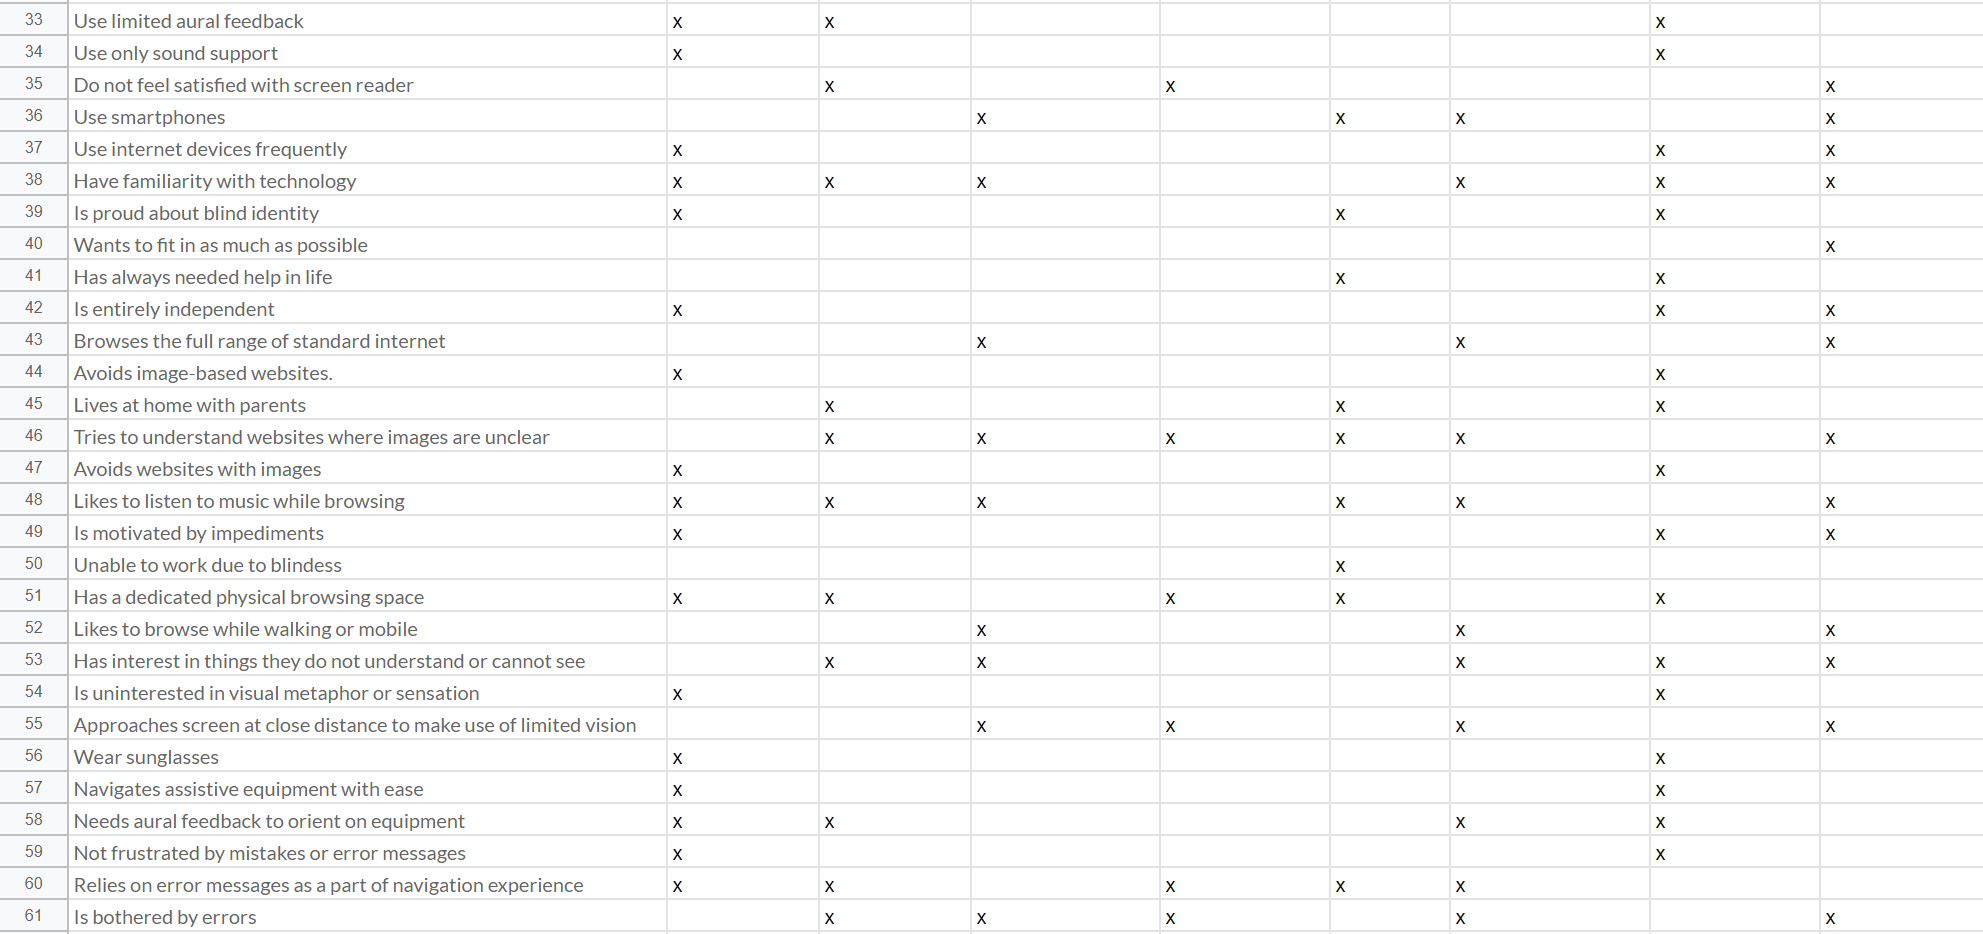 33 Use limited aural feedback x x x
34 Use only sound support x x
35 Do not feel satisfied with screen reader x x x
36 Use smartphones x x x x
37 Use internet devices frequently x x x
38 Have familiarity with technology x x x x x x
39 Is proud about blind identity x x x
40 Wants to fit in as much as possible x
41 Has always needed help in life x x
42 Is entirely independent x x x
43 Browses the full range of standard internet x x x
44 Avoids image-based websites. x x
45 Lives at home with parents x x x
46 Tries to understand websites where images are unclear x x x x x x
47 Avoids websites with images x x
48 Likes to listen to music while browsing x x x x x x
49 Is motivated by impediments x x x
50 Unable to work due to blindess x
51 Has a dedicated physical browsing space x x x x x
52 Likes to browse while walking or mobile x x x
53 Has interest in things they do not understand or cannot see x x x x x
54 Is uninterested in visual metaphor or sensation x x
55 Approaches screen at close distance to make use of limited vision x x x x
56 Wear sunglasses x x
57 Navigates assistive equipment with ease x x
58 Needs aural feedback to orient on equipment x x x x
59 Not frustrated by mistakes or error messages x x
60 Relies on error messages as a part of navigation experience x x x x x
61 Is bothered by errors x x x x x